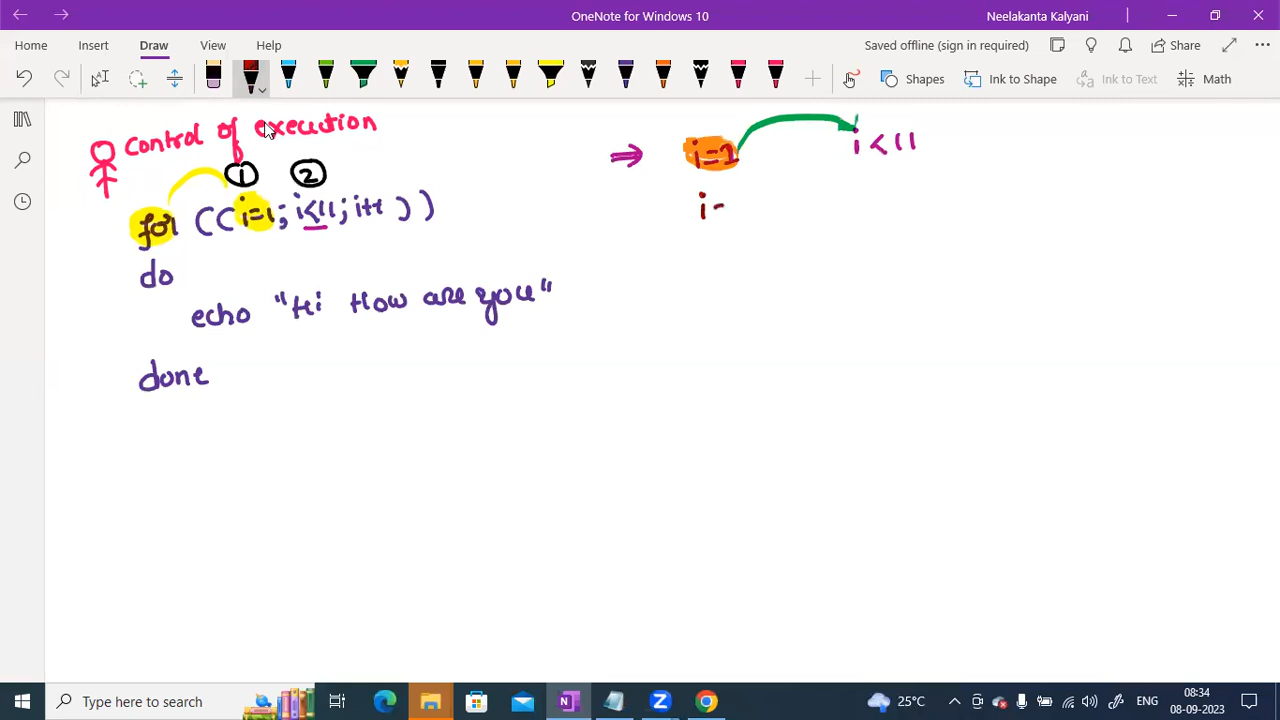 OneNote for Windows 10
Neelakanta Kalyani
Home Insert Draw View Help
Saved offline (sign in required)
Share
Shapes
Ink to Shape
Ink to Text
Math
control of execution
1 2
for ((i=1; i<11; i++))
do
echo "Hi How are you"
done
⇒ i=1 i<11
i-
Type here to search
25°C
ENG
08:34
08-09-2023